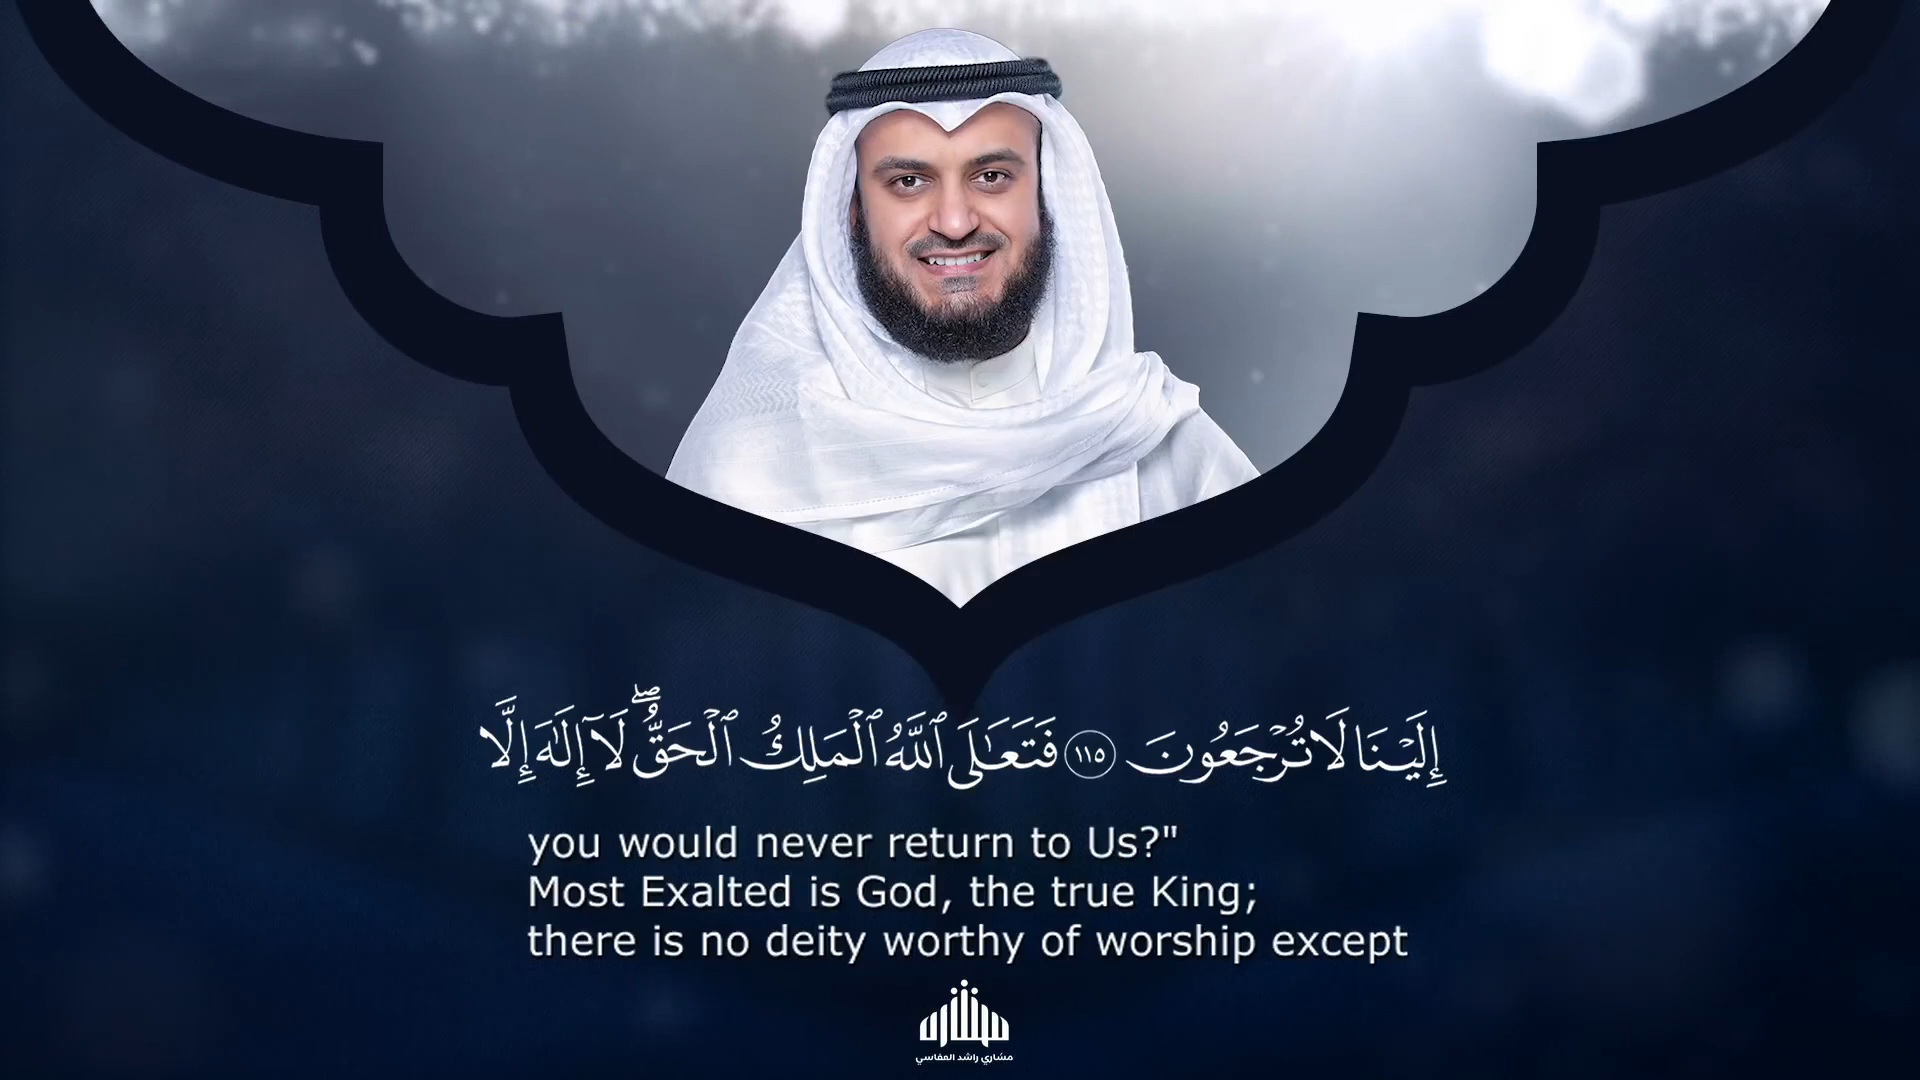 إِلَيْنَا لَا تُرْجَعُونَ ١١٥ فَتَعَـٰلَى ٱللَّهُ ٱلْمَلِكُ ٱلْحَقُّ ۖ لَآ إِلَـٰهَ إِلَّا
you would never return to Us?"
Most Exalted is God, the true King;
there is no deity worthy of worship except
مشاري
مشاري راشد العفاسي